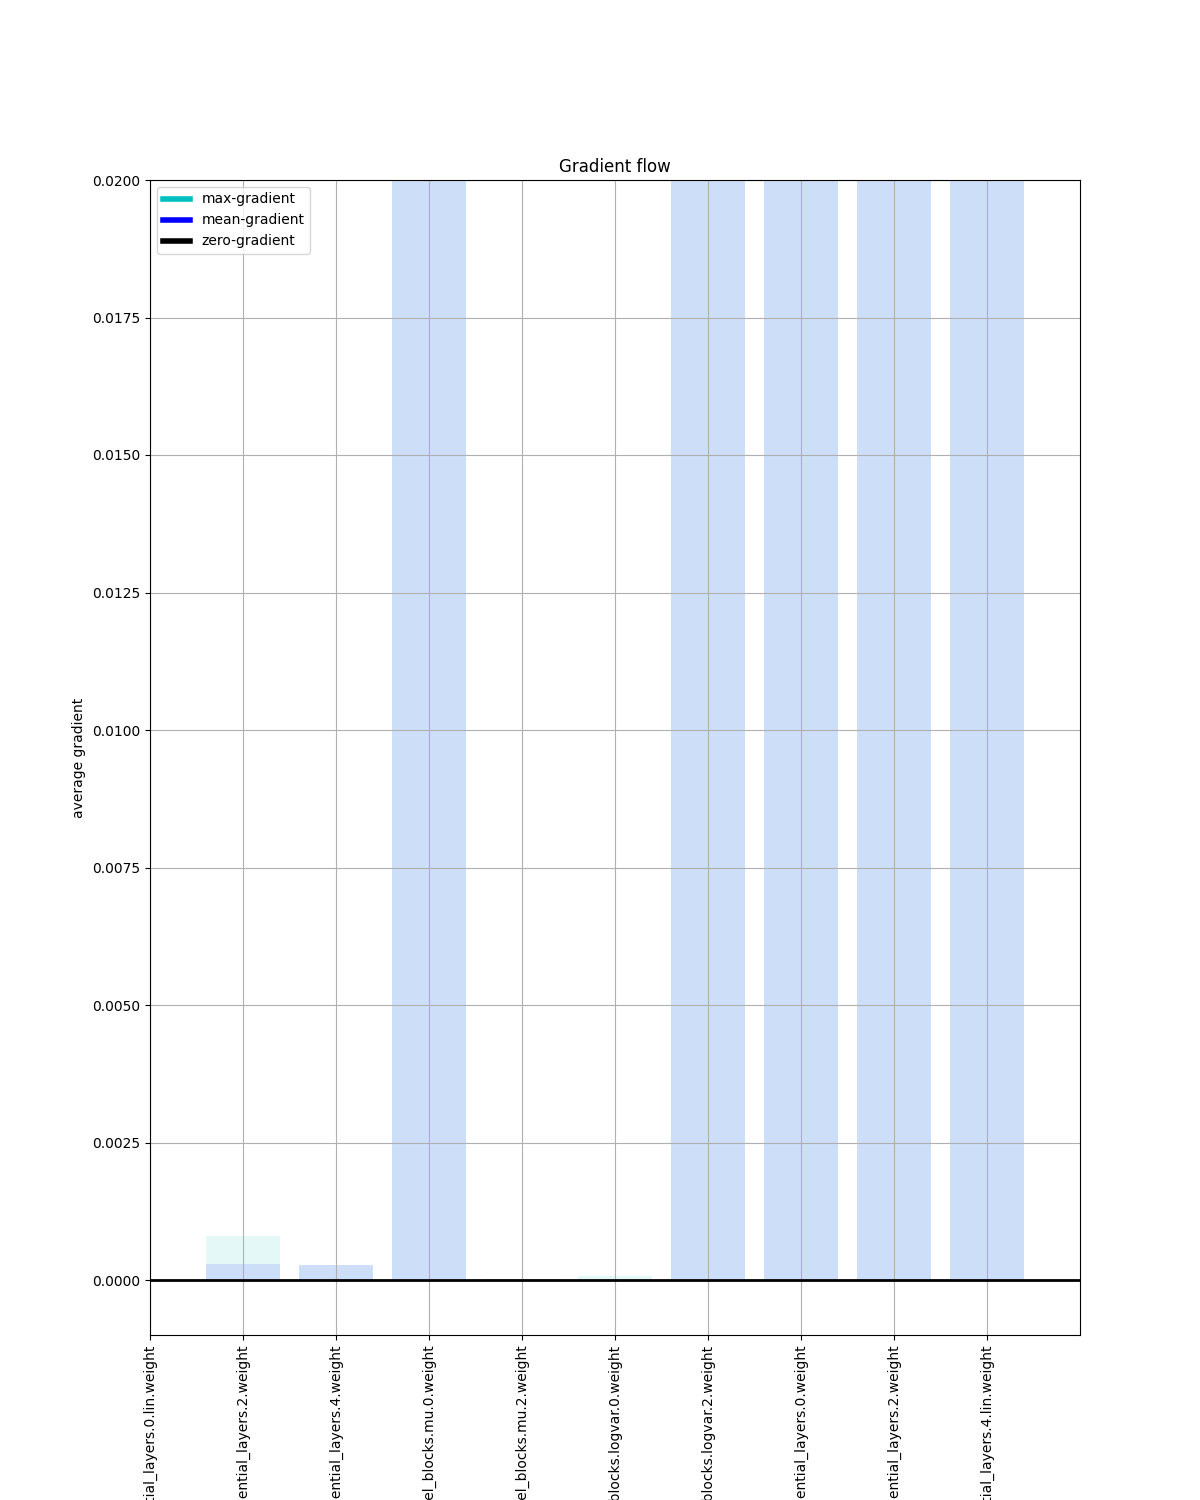 Gradient flow
max-gradient
mean-gradient
zero-gradient
0.0200
0.0175
0.0150
0.0125
0.0100
0.0075
0.0050
0.0025
0.0000
average gradient
tial_layers.0.lin.weight
ential_layers.2.weight
ential_layers.4.weight
el_blocks.mu.0.weight
el_blocks.mu.2.weight
blocks.logvar.0.weight
blocks.logvar.2.weight
ential_layers.0.weight
ential_layers.2.weight
tial_layers.4.lin.weight